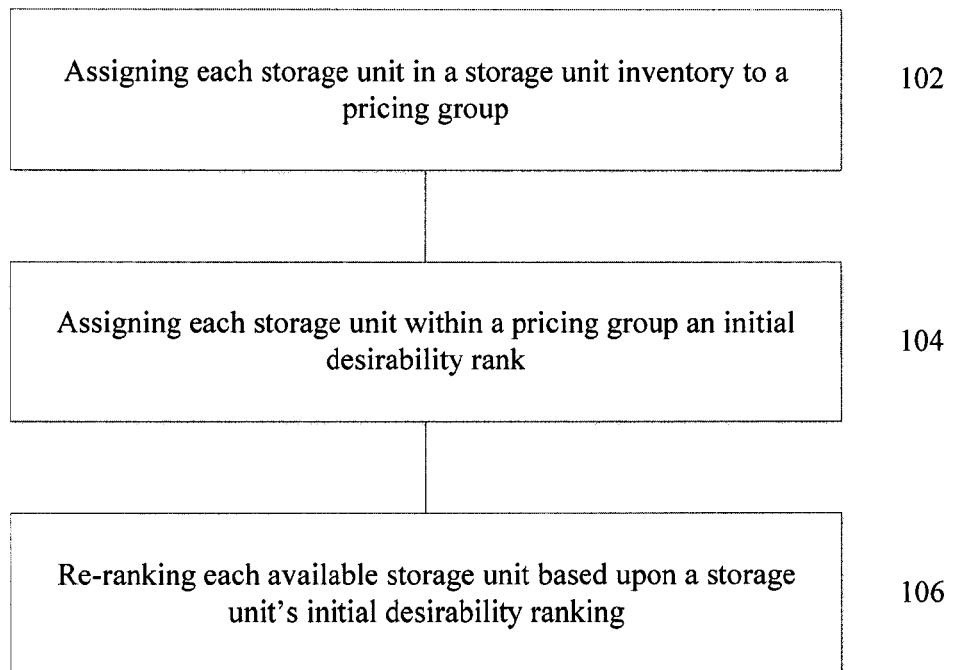 Assigning each storage unit in a storage unit inventory to a
pricing group
102
Assigning each storage unit within a pricing group an initial
desirability rank
104
Re-ranking each available storage unit based upon a storage
unit's initial desirability ranking
106